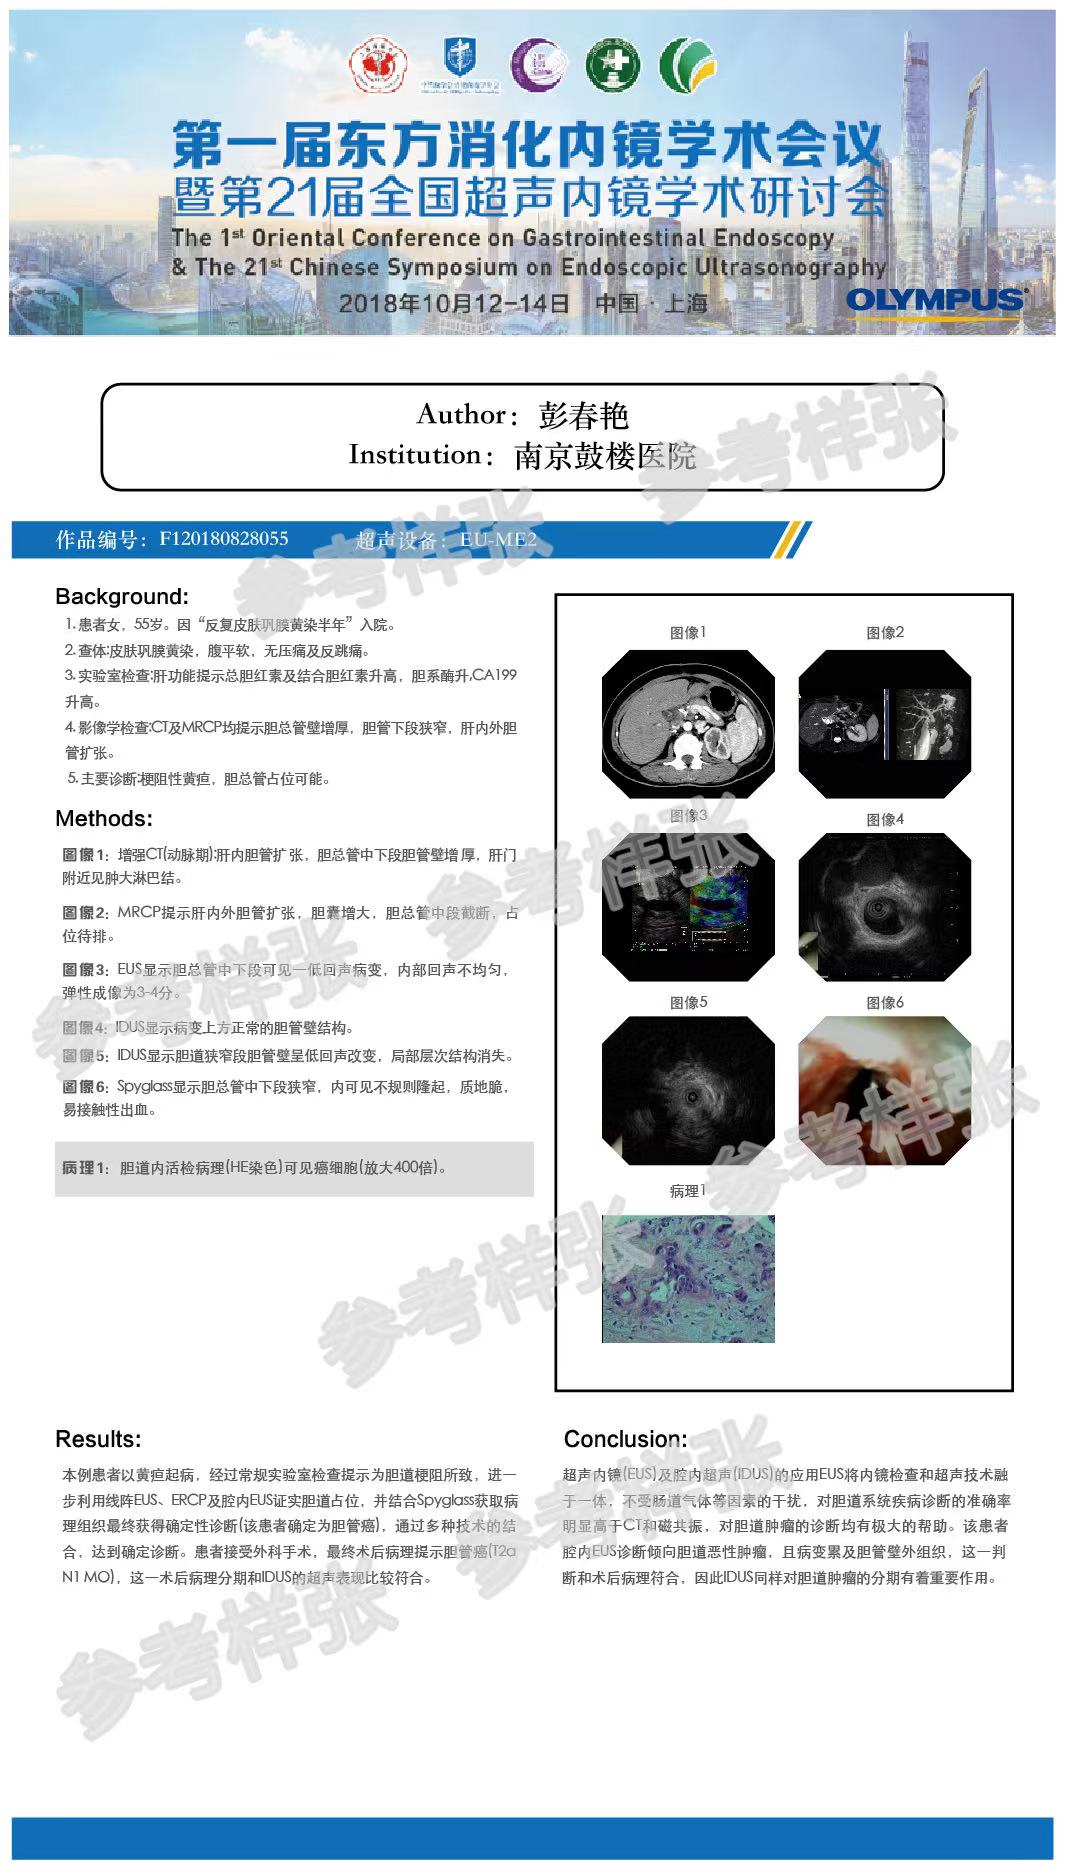 第一届东方消化内镜学术会议
暨第21届全国超声内镜学术研讨会
The 1st Oriental Conference on Gastrointestinal Endoscopy
& The 21st Chinese Symposium on Endoscopic Ultrasonography
2018年10月12-14日 中国·上海
OLYMPUS
Author：彭春艳
Institution：南京鼓楼医院
作品编号：F120180828055 超声设备：EU-ME2
Background:
1. 患者女，55岁。因“反复皮肤巩膜黄染半年”入院。
2. 查体:皮肤巩膜黄染，腹平软，无压痛及反跳痛。
3. 实验室检查:肝功能提示总胆红素及结合胆红素升高，胆系酶升,CA199
升高。
4. 影像学检查:CT及MRCP均提示胆总管壁增厚，胆管下段狭窄，肝内外胆
管扩张。
5. 主要诊断:梗阻性黄疸，胆总管占位可能。
Methods:
图像1：增强CT(动脉期):肝内胆管扩张，胆总管中下段胆管壁增厚，肝门
附近见肿大淋巴结。
图像2：MRCP提示肝内外胆管扩张，胆囊增大，胆总管中段截断，占
位待排。
图像3：EUS显示胆总管中下段可见一低回声病变，内部回声不均匀，
弹性成像为3-4分。
图像4：IDUS显示病变上方正常的胆管壁结构。
图像5：IDUS显示胆道狭窄段胆管壁呈低回声改变，局部层次结构消失。
图像6：Spyglass显示胆总管中下段狭窄，内可见不规则隆起，质地脆，
易接触性出血。
病理1：胆道内活检病理(HE染色)可见癌细胞(放大400倍)。
图像1
图像2
图像3
图像4
图像5
图像6
病理1
Results:
本例患者以黄疸起病，经过常规实验室检查提示为胆道梗阻所致，进一
步利用线阵EUS、ERCP及腔内EUS证实胆道占位，并结合Spyglass获取病
理组织最终获得确定性诊断(该患者确定为胆管癌)，通过多种技术的结
合，达到确定诊断。患者接受外科手术，最终术后病理提示胆管癌(T2a
N1 MO)，这一术后病理分期和IDUS的超声表现比较符合。
Conclusion:
超声内镜(EUS)及腔内超声(IDUS)的应用EUS将内镜检查和超声技术融
于一体，不受肠道气体等因素的干扰，对胆道系统疾病诊断的准确率
明显高于CT和磁共振，对胆道肿瘤的诊断均有极大的帮助。该患者
腔内EUS诊断倾向胆道恶性肿瘤，且病变累及胆管壁外组织，这一判
断和术后病理符合，因此IDUS同样对胆道肿瘤的分期有着重要作用。
参考样张
参考样张
参考样张
参考样张
参考样张
参考样张
参考样张
参考样张